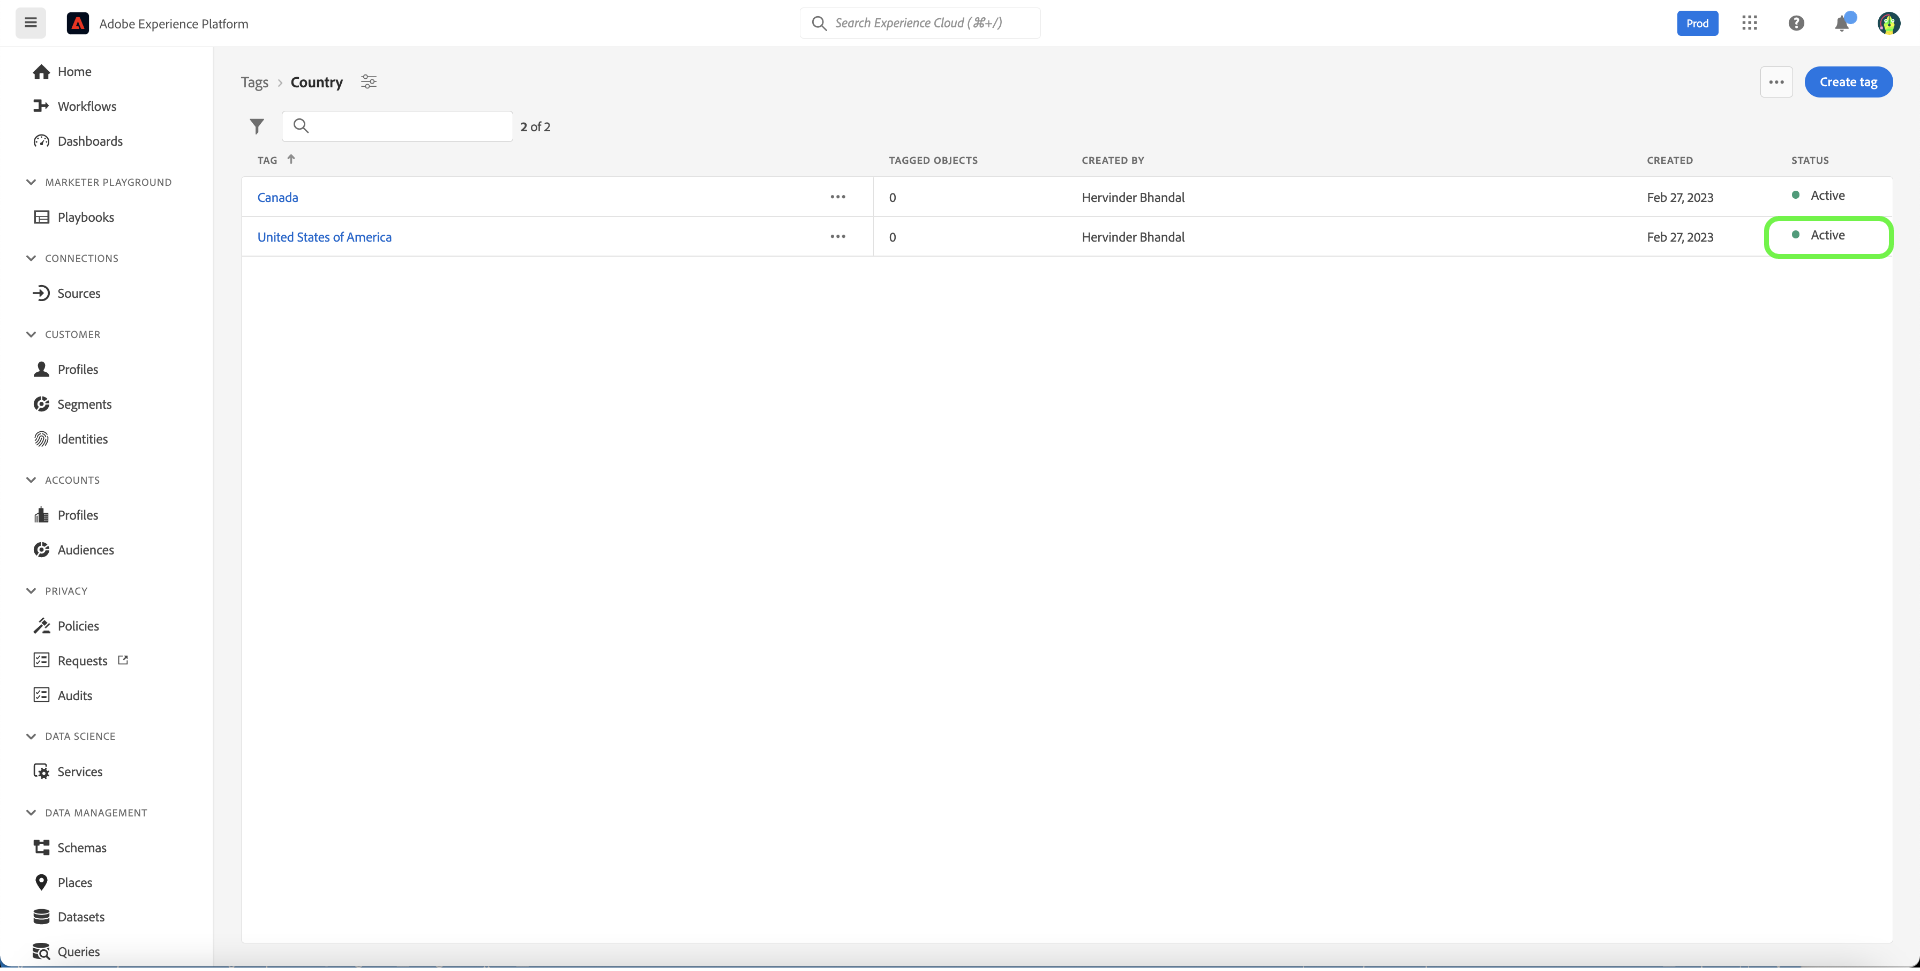 Adobe Experience Platform
Search Experience Cloud (⌘+/)
Prod
Home
Workflows
Dashboards
MARKETER PLAYGROUND
Playbooks
CONNECTIONS
Sources
CUSTOMER
Profiles
Segments
Identities
ACCOUNTS
Profiles
Audiences
PRIVACY
Policies
Requests
Audits
DATA SCIENCE
Services
DATA MANAGEMENT
Schemas
Places
Datasets
Queries
Tags > Country
Create tag
2 of 2
TAG TAGGED OBJECTS CREATED BY CREATED STATUS
Canada 0 Hervinder Bhandal Feb 27, 2023 Active
United States of America 0 Hervinder Bhandal Feb 27, 2023 Active